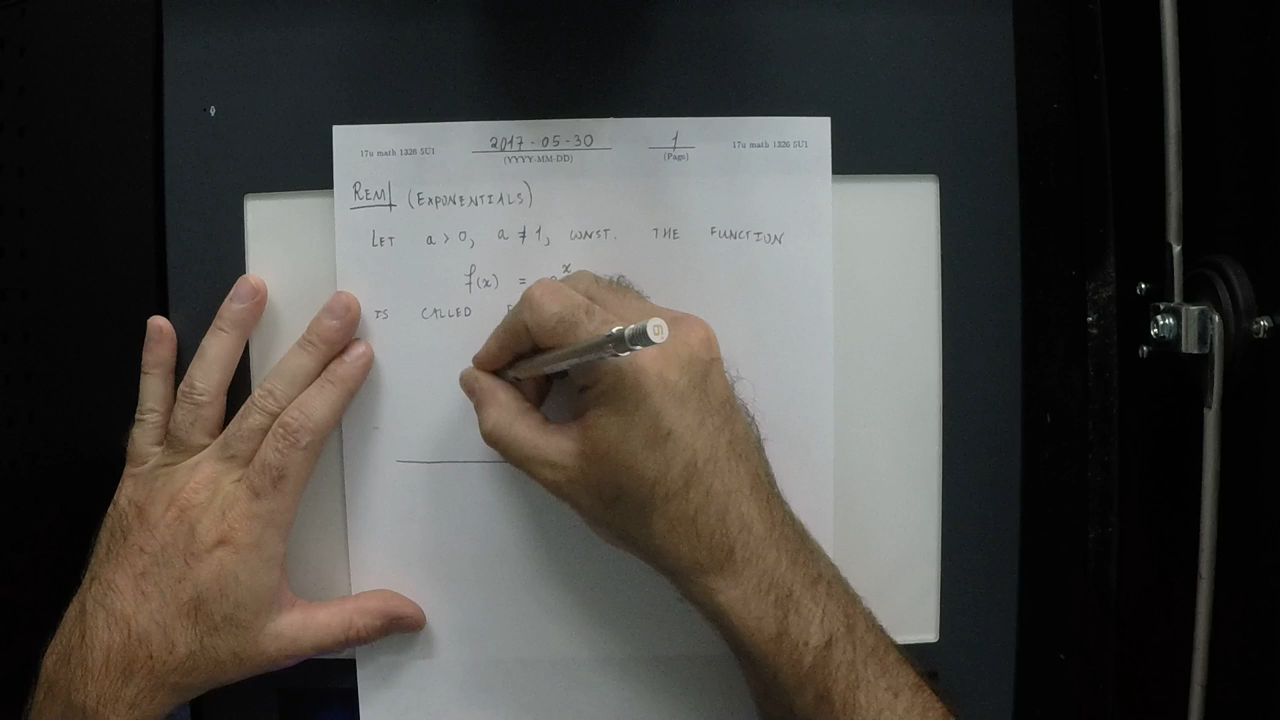 17u math 1326 5U1 2017-05-30 1 17u math 1326 5U1
(YYYY-MM-DD) (Page)
REM (EXPONENTIALS)
LET a > 0, a ≠ 1, CONST. THE FUNCTION
f(x) = x
IS CALLED